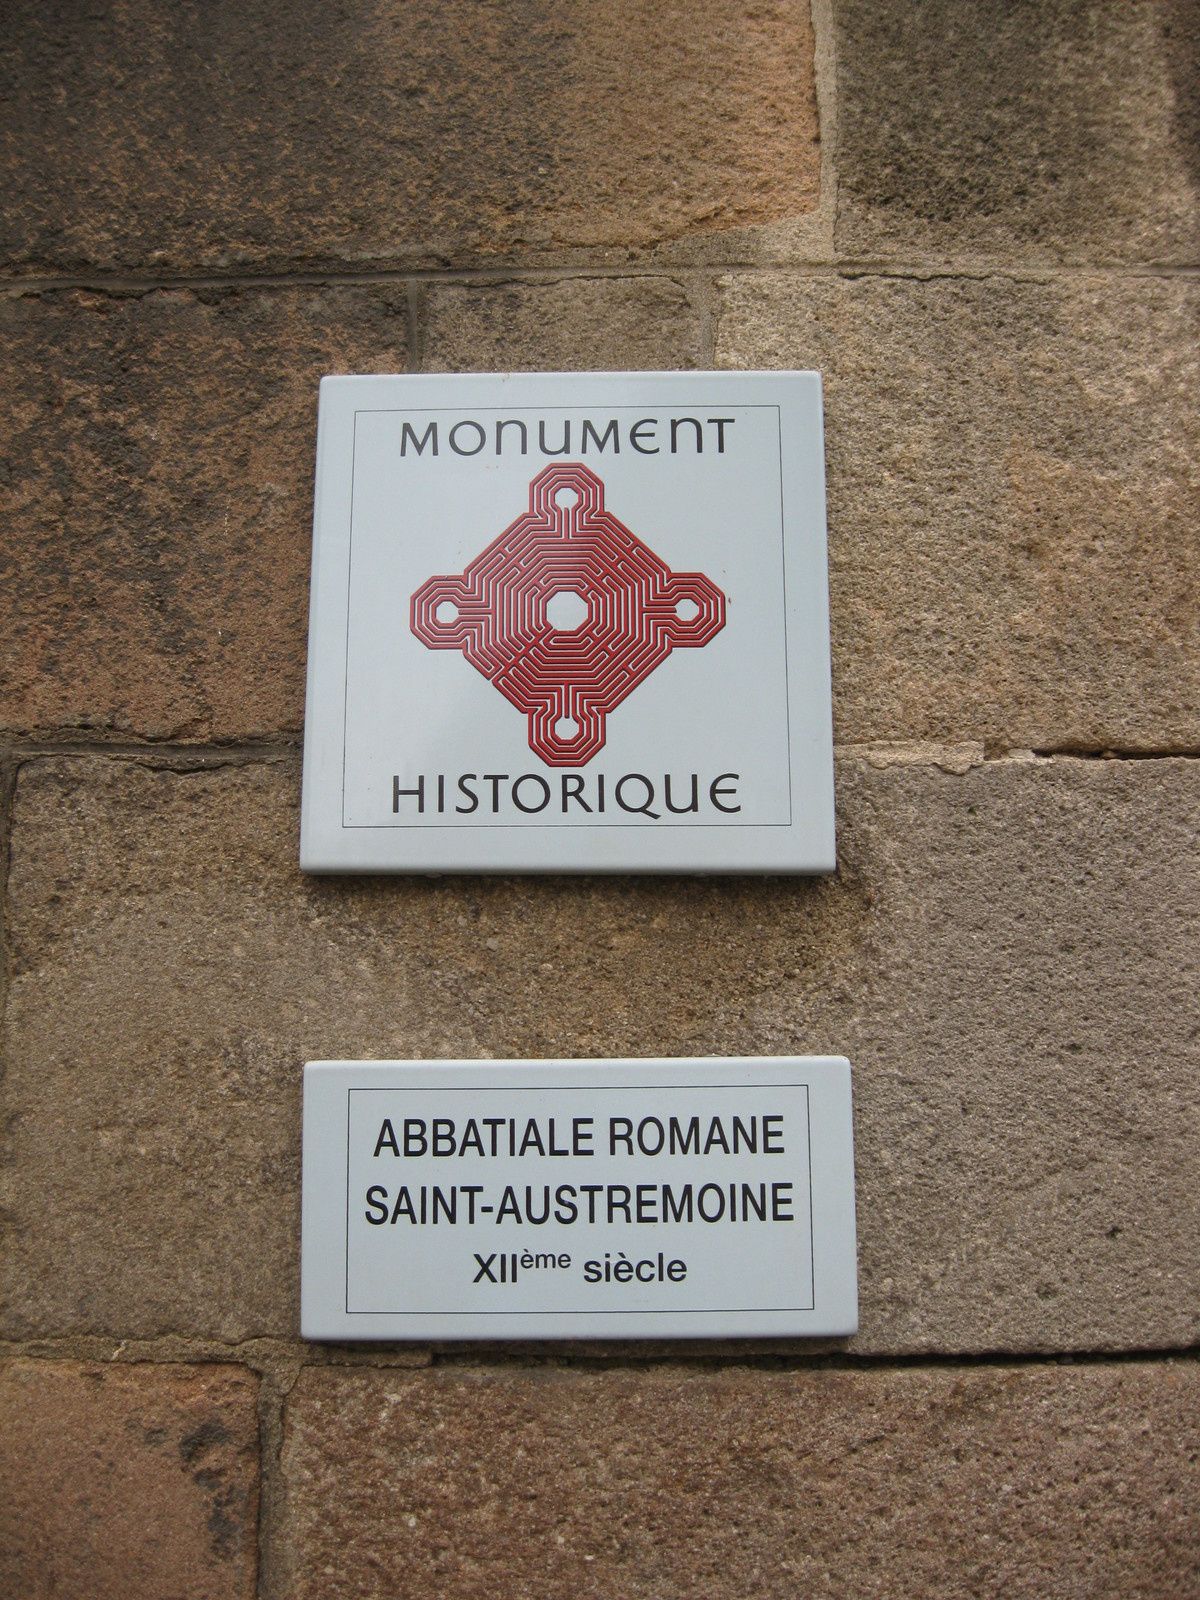 MONUMENT
HISTORIQUE
ABBATIALE ROMANE
SAINT-AUSTREMOINE
XIIème siècle